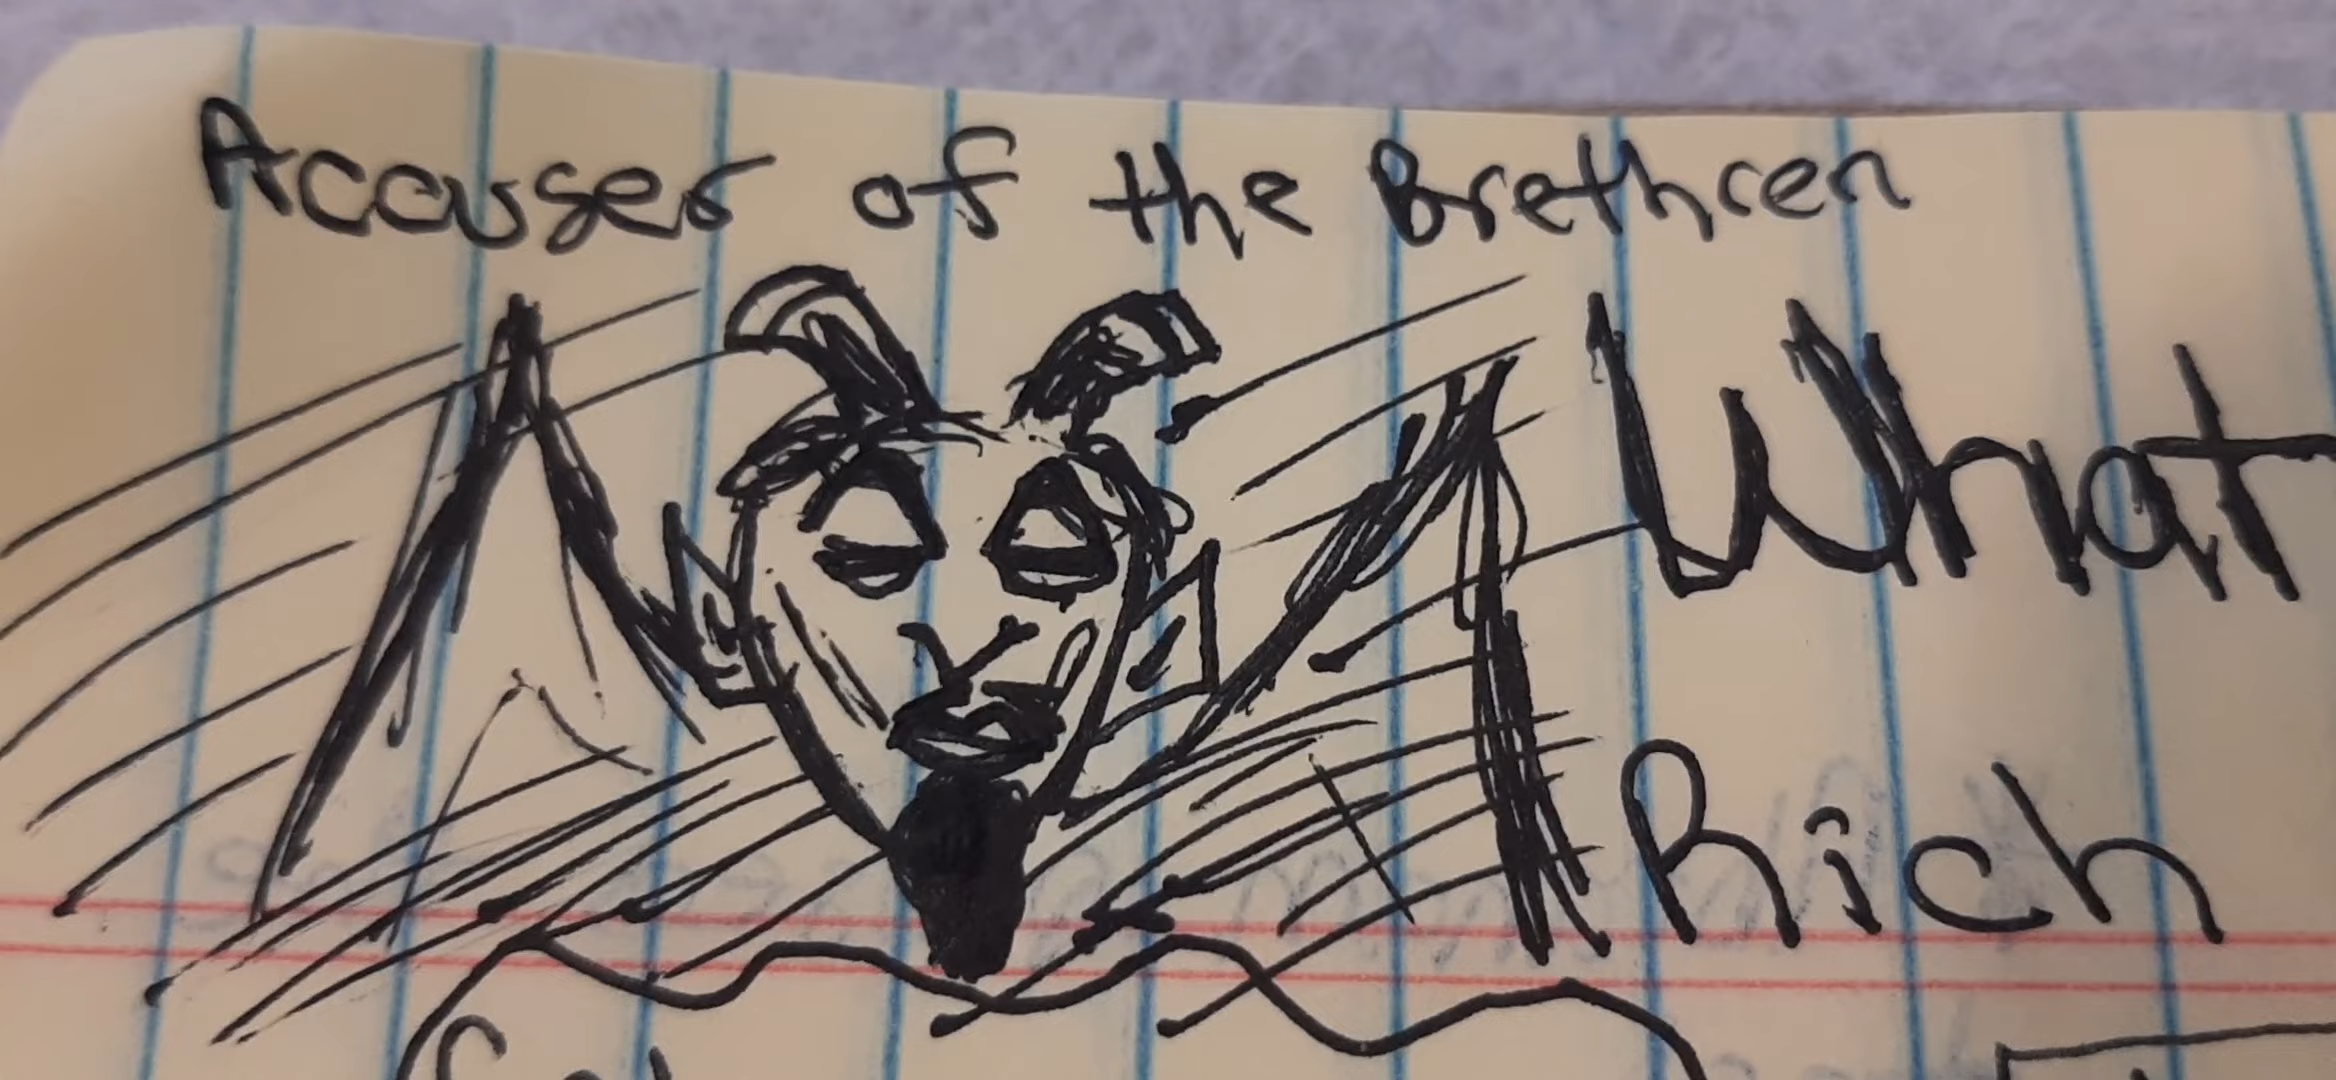 Accuser of the Brethren
What
Rich